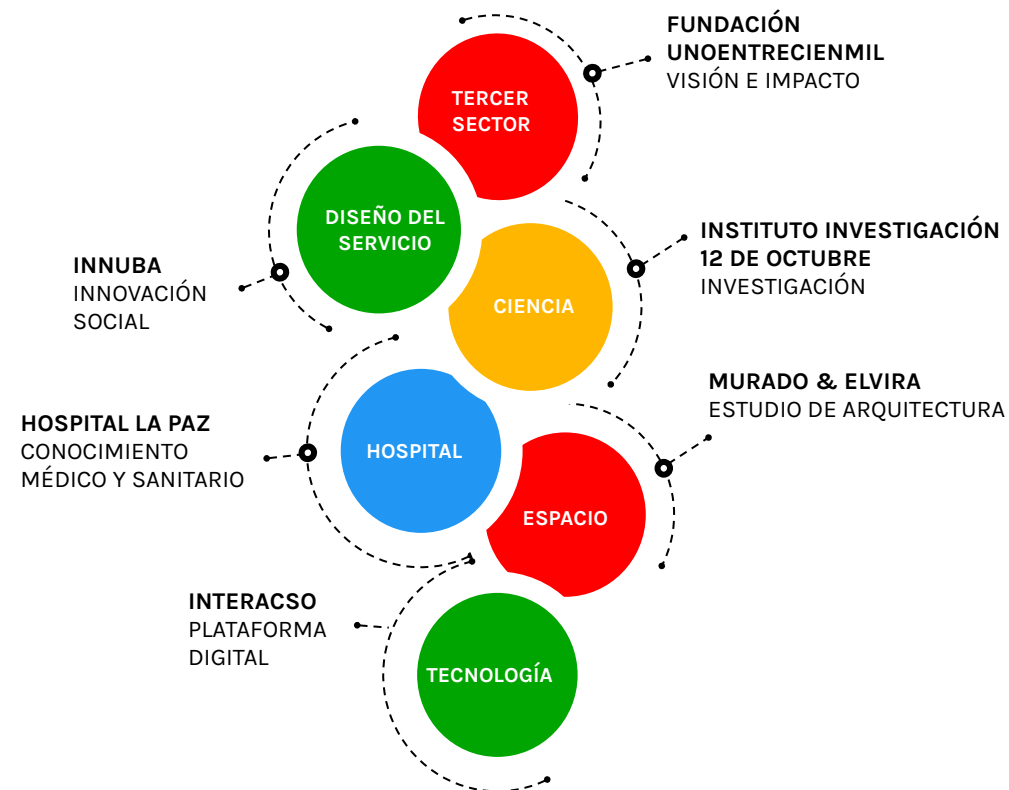 FUNDACIÓN
UNOENTRECIENMIL
VISIÓN E IMPACTO
TERCER
SECTOR
DISEÑO DEL
SERVICIO
INNUBA
INNOVACIÓN
SOCIAL
INSTITUTO INVESTIGACIÓN
12 DE OCTUBRE
INVESTIGACIÓN
CIENCIA
MURADO & ELVIRA
ESTUDIO DE ARQUITECTURA
HOSPITAL LA PAZ
CONOCIMIENTO
MÉDICO Y SANITARIO
HOSPITAL
ESPACIO
INTERACSO
PLATAFORMA
DIGITAL
TECNOLOGÍA